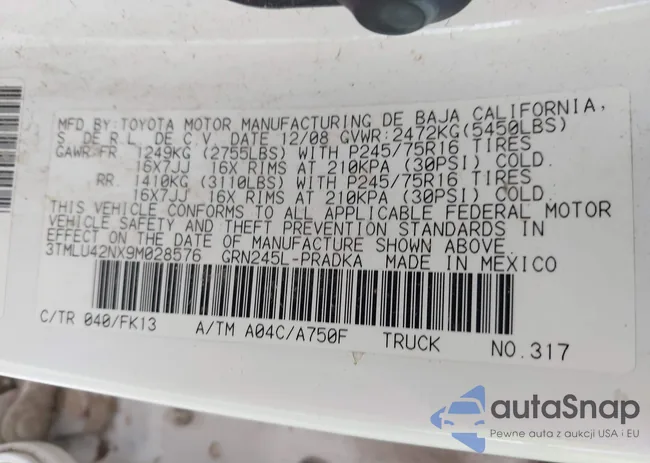 MFD.BY:TOYOTA MOTOR MANUFACTURING DE BAJA CALIFORNIA,
S. DE R.L. DE C.V. DATE 12/08 GVWR:2472KG(5450LBS)
GAWR FR 1249KG (2755LBS) WITH P245/75R16 TIRES
16X7JJ 16X RIMS AT 210KPA (30PSI) COLD.
RR 1410KG (3110LBS) WITH P245/75R16 TIRES
16X7JJ 16X RIMS AT 210KPA (30PSI) COLD.
THIS VEHICLE CONFORMS TO ALL APPLICABLE FEDERAL MOTOR
VEHICLE SAFETY AND THEFT PREVENTION STANDARDS IN
EFFECT ON THE DATE OF MANUFACTURE SHOWN ABOVE.
3TMLU42NX9M028576 GRN245L-PRADKA MADE IN MEXICO
C/TR 040/FK13 A/TM A04C/A750F TRUCK NO.317
autaSnap
Pewne auta z aukcji USA i EU